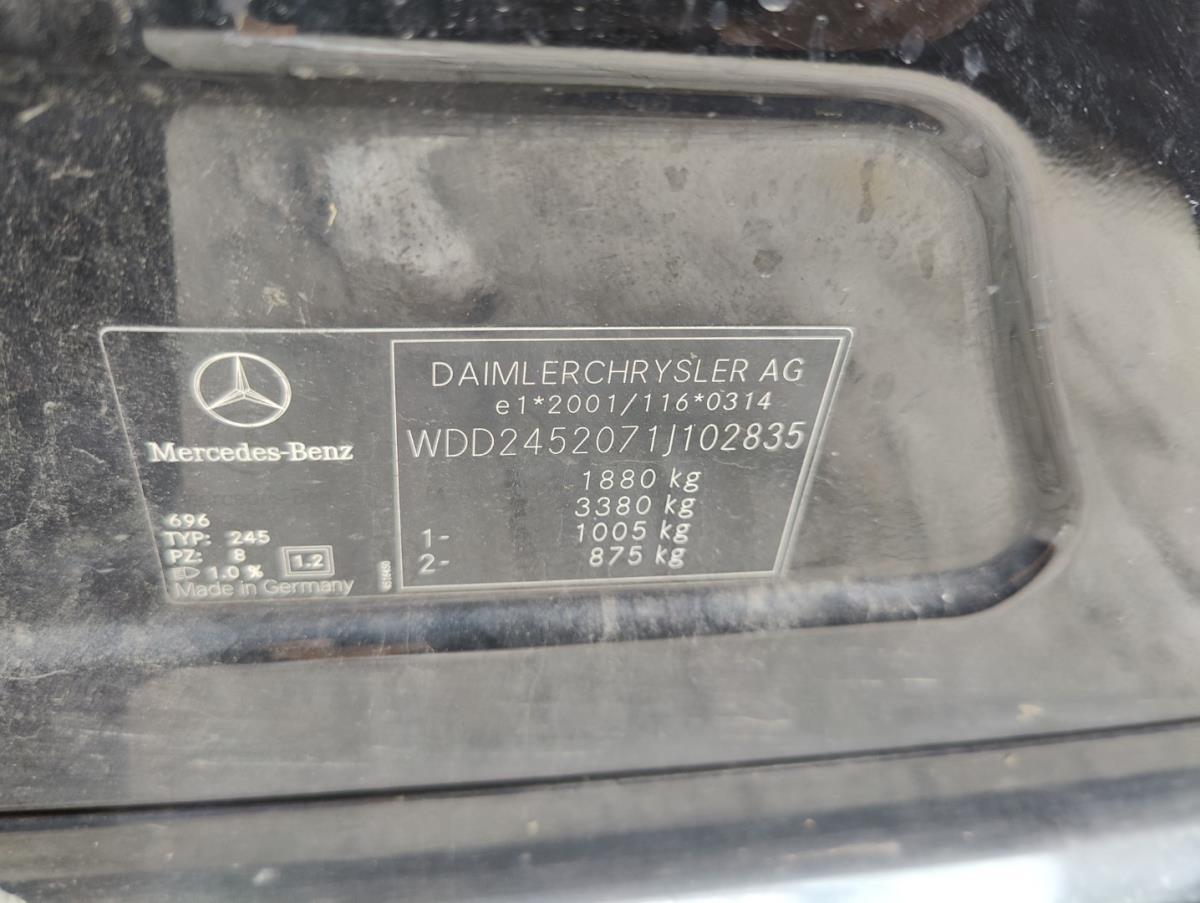 Mercedes-Benz
696
TYP: 245
PZ: 8
1.0 %
1.2
Made in Germany
DAIMLERCHRYSLER AG
e1*2001/116*0314
WDD2452071J102835
1880 kg
3380 kg
1- 1005 kg
2- 875 kg